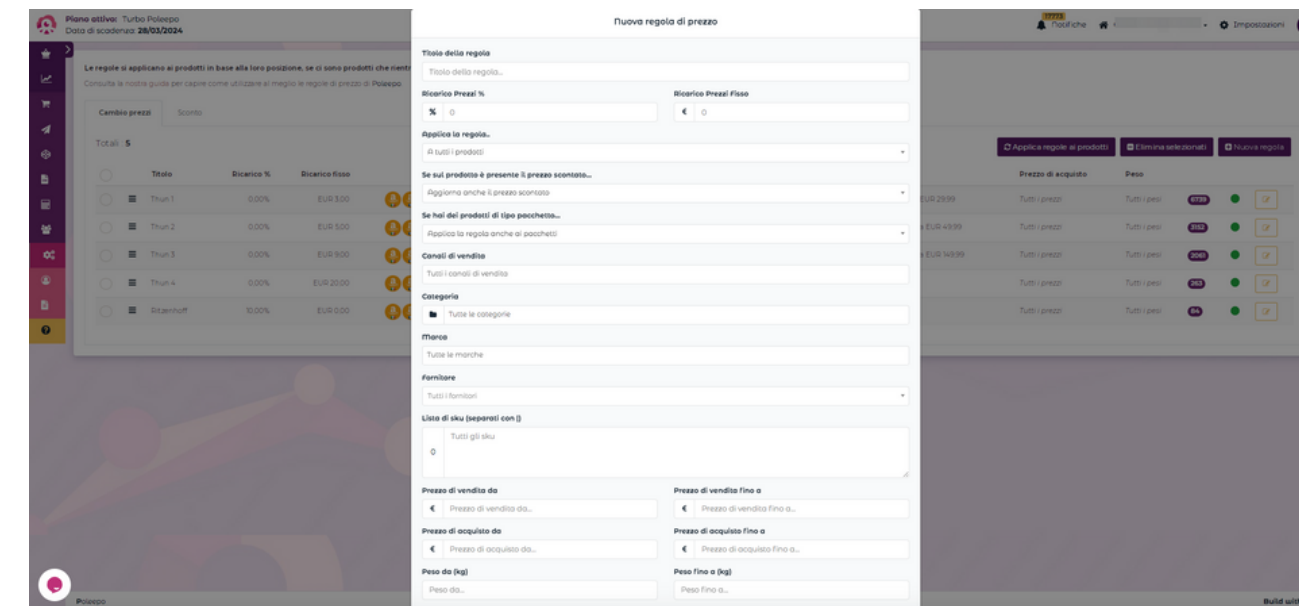 Piano attivo: Turbo Poleepo
Data di scadenza: 28/03/2024
Nuova regola di prezzo
77773
Notifiche
Impostazioni
Le regole si applicano ai prodotti in base alla loro posizione, se ci sono prodotti che rientr
Consulta la nostra guida per capire come utilizzare al meglio le regole di prezzo di Poleepo.
Cambio prezzi Sconto
Totali 5
Applica regole ai prodotti Elimina selezionati Nuova regola
Titolo Ricarico % Ricarico fisso Prezzo di acquisto Peso
Thun 1 0.00% EUR 3,00 EUR 29.99 Tutti i prezzi Tutti i pesi 6739
Thun 2 0.00% EUR 5,00 a EUR 49.99 Tutti i prezzi Tutti i pesi 3152
Thun 3 0.00% EUR 9,00 a EUR 149.99 Tutti i prezzi Tutti i pesi 2061
Thun 4 0.00% EUR 20,00 Tutti i prezzi Tutti i pesi 263
Ritzenhoff 10.00% EUR 0,00 Tutti i prezzi Tutti i pesi 84
Titolo della regola
Titolo della regola...
Ricarico Prezzi % Ricarico Prezzi Fisso
% 0 € 0
Applica la regola...
A tutti i prodotti
Se sul prodotto è presente il prezzo scontato...
Aggiorna anche il prezzo scontato
Se hai dei prodotti di tipo pacchetto...
Applica la regola anche ai pacchetti
Canali di vendita
Tutti i canali di vendita
Categoria
Tutte le categorie
Marca
Tutte le marche
Fornitore
Tutti i fornitori
Lista di sku (separati con |)
Tutti gli sku
0
Prezzo di vendita da Prezzo di vendita fino a
€ Prezzo di vendita da... € Prezzo di vendita fino a...
Prezzo di acquisto da Prezzo di acquisto fino a
€ Prezzo di acquisto da... € Prezzo di acquisto fino a...
Peso da (kg) Peso fino a (kg)
Peso da... Peso fino a...
Poleepo
Build wit